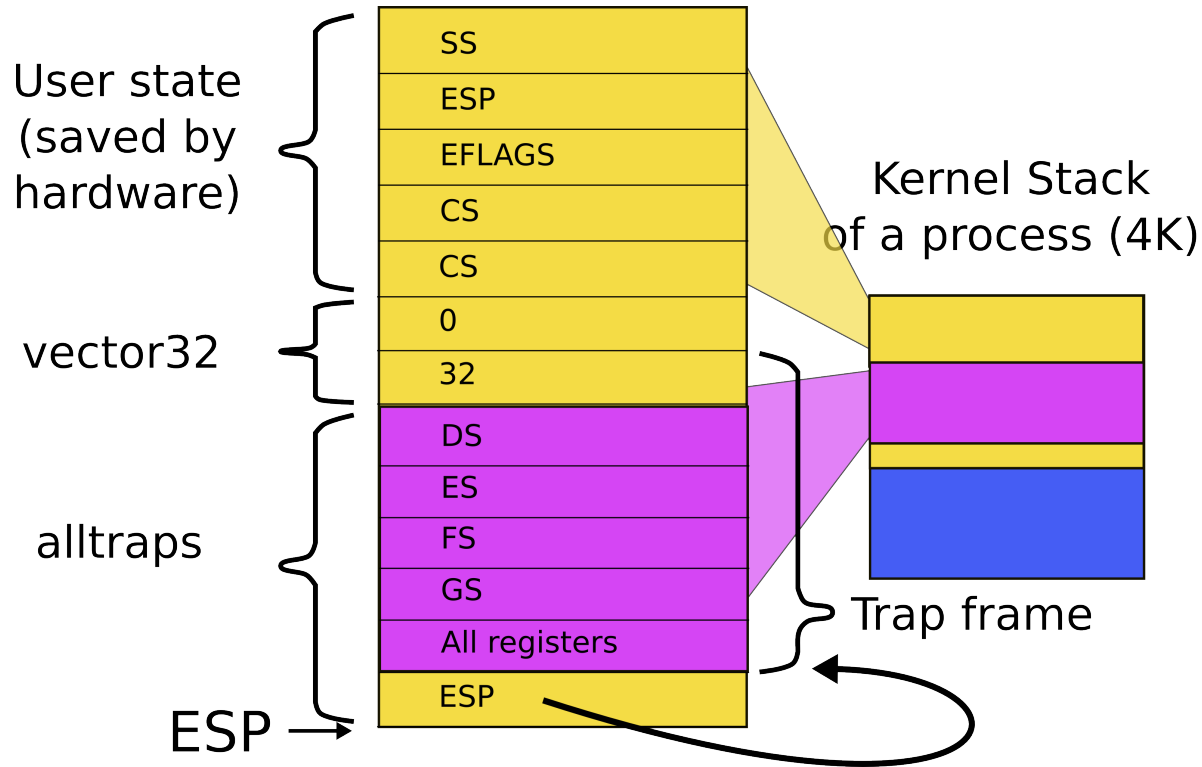 User state
(saved by
hardware)
vector32
alltraps
ESP
SS
ESP
EFLAGS
CS
CS
0
32
DS
ES
FS
GS
All registers
ESP
Kernel Stack
of a process (4K)
Trap frame